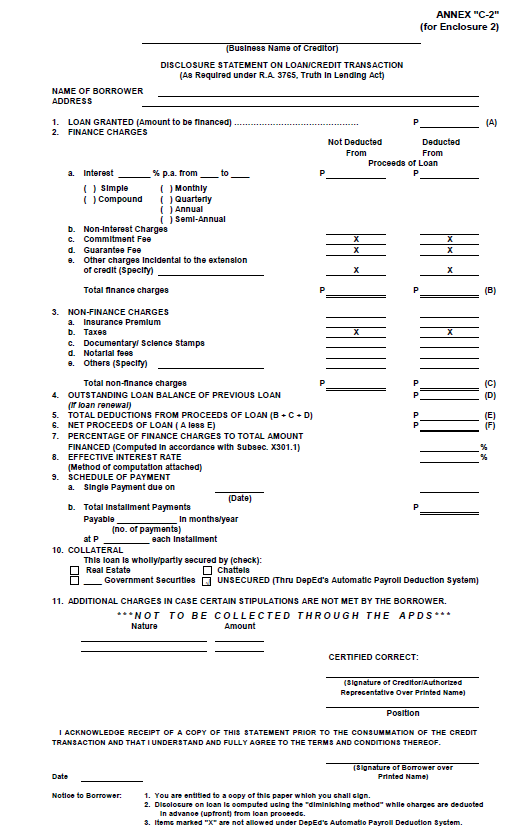 ANNEX "C-2"
(for Enclosure 2)
(Business Name of Creditor)
DISCLOSURE STATEMENT ON LOAN/CREDIT TRANSACTION
(As Required under R.A. 3765, Truth in Lending Act)
NAME OF BORROWER
ADDRESS
1. LOAN GRANTED (Amount to be financed) ............................................. P (A)
2. FINANCE CHARGES
Not Deducted Deducted
From From
Proceeds of Loan
a. Interest _______ % p.a. from ____ to ____ P P
( ) Simple ( ) Monthly
( ) Compound ( ) Quarterly
( ) Annual
( ) Semi-Annual
b. Non-Interest Charges
c. Commitment Fee X X
d. Guarantee Fee X X
e. Other charges incidental to the extension
of credit (Specify) X X
Total finance charges P P (B)
3. NON-FINANCE CHARGES
a. Insurance Premium
b. Taxes X X
c. Documentary/ Science Stamps
d. Notarial fees
e. Others (Specify)
Total non-finance charges P P (C)
4. OUTSTANDING LOAN BALANCE OF PREVIOUS LOAN P (D)
(If loan renewal)
5. TOTAL DEDUCTIONS FROM PROCEEDS OF LOAN (B + C + D) P (E)
6. NET PROCEEDS OF LOAN ( A less E) P (F)
7. PERCENTAGE OF FINANCE CHARGES TO TOTAL AMOUNT
FINANCED (Computed in accordance with Subsec. X301.1) %
8. EFFECTIVE INTEREST RATE %
(Method of computation attached)
9. SCHEDULE OF PAYMENT
a. Single Payment due on
(Date)
b. Total Installment Payments P
Payable _____________ in months/year
(no. of payments)
at P __________ each installment
10. COLLATERAL
This loan is wholly/partly secured by (check):
Real Estate Chattels
____ Government Securities UNSECURED (Thru DepEd's Automatic Payroll Deduction System)
11. ADDITIONAL CHARGES IN CASE CERTAIN STIPULATIONS ARE NOT MET BY THE BORROWER.
***NOT TO BE COLLECTED THROUGH THE APDS***
Nature Amount
CERTIFIED CORRECT:
(Signature of Creditor/Authorized
Representative Over Printed Name)
Position
I ACKNOWLEDGE RECEIPT OF A COPY OF THIS STATEMENT PRIOR TO THE CONSUMMATION OF THE CREDIT
TRANSACTION AND THAT I UNDERSTAND AND FULLY AGREE TO THE TERMS AND CONDITIONS THEREOF.
(Signature of Borrower over
Date Printed Name)
Notice to Borrower: 1. You are entitled to a copy of this paper which you shall sign.
2. Disclosure on loan is computed using the "diminishing method" while charges are deducted
in advance (upfront) from loan proceeds.
3. Items marked "X" are not allowed under DepEd's Automatic Payroll Deduction System.